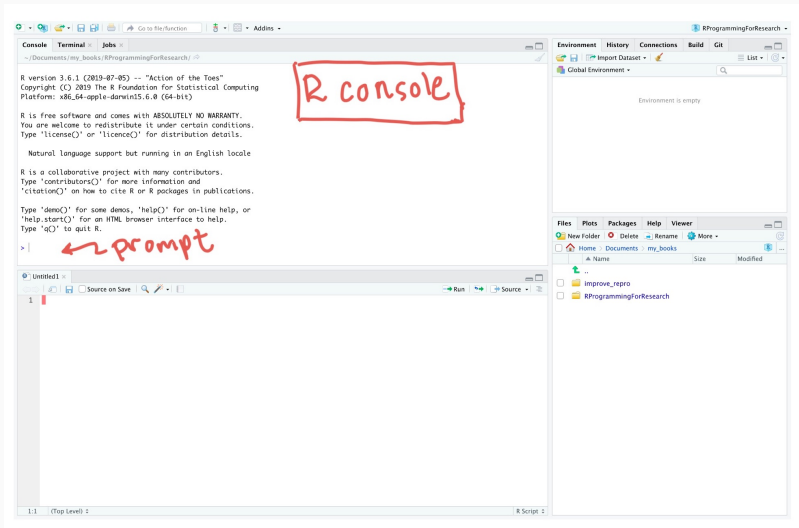 Go to file/function
Addins
RProgrammingForResearch
Console Terminal Jobs
~/Documents/my_books/RProgrammingForResearch/
R version 3.6.1 (2019-07-05) -- "Action of the Toes"
Copyright (C) 2019 The R Foundation for Statistical Computing
Platform: x86_64-apple-darwin15.6.0 (64-bit)
R is free software and comes with ABSOLUTELY NO WARRANTY.
You are welcome to redistribute it under certain conditions.
Type 'license()' or 'licence()' for distribution details.
Natural language support but running in an English locale
R is a collaborative project with many contributors.
Type 'contributors()' for more information and
'citation()' on how to cite R or R packages in publications.
Type 'demo()' for some demos, 'help()' for on-line help, or
'help.start()' for an HTML browser interface to help.
Type 'q()' to quit R.
>
R console
prompt
Untitled1
Source on Save Run Source
1
1:1 (Top Level) R Script
Environment History Connections Build Git
Import Dataset List
Global Environment
Environment is empty
Files Plots Packages Help Viewer
New Folder Delete Rename More
Home Documents my_books R ...
Name Size Modified
..
improve_repro
RProgrammingForResearch